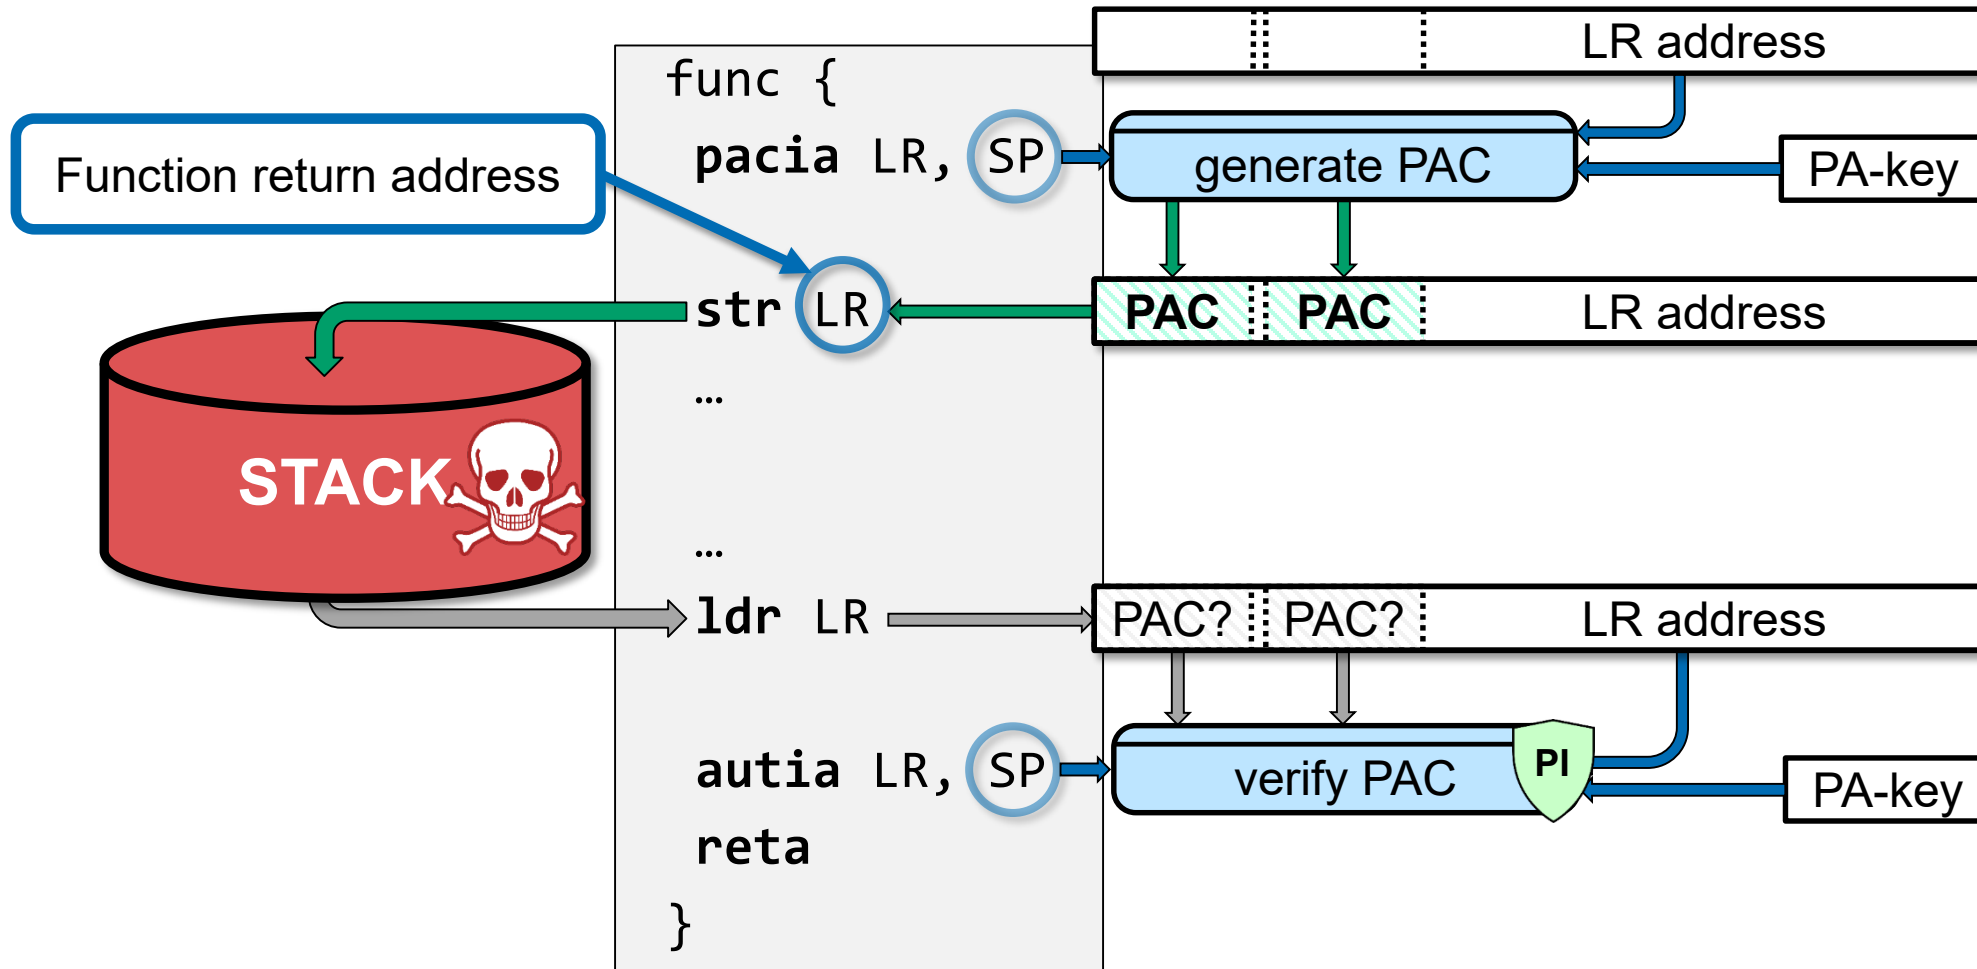 LR address
func {
Function return address
pacia LR, SP
generate PAC
PA-key
str LR
PAC
PAC
LR address
…
STACK
…
ldr LR
PAC?
PAC?
LR address
autia LR, SP
verify PAC
PI
PA-key
reta
}